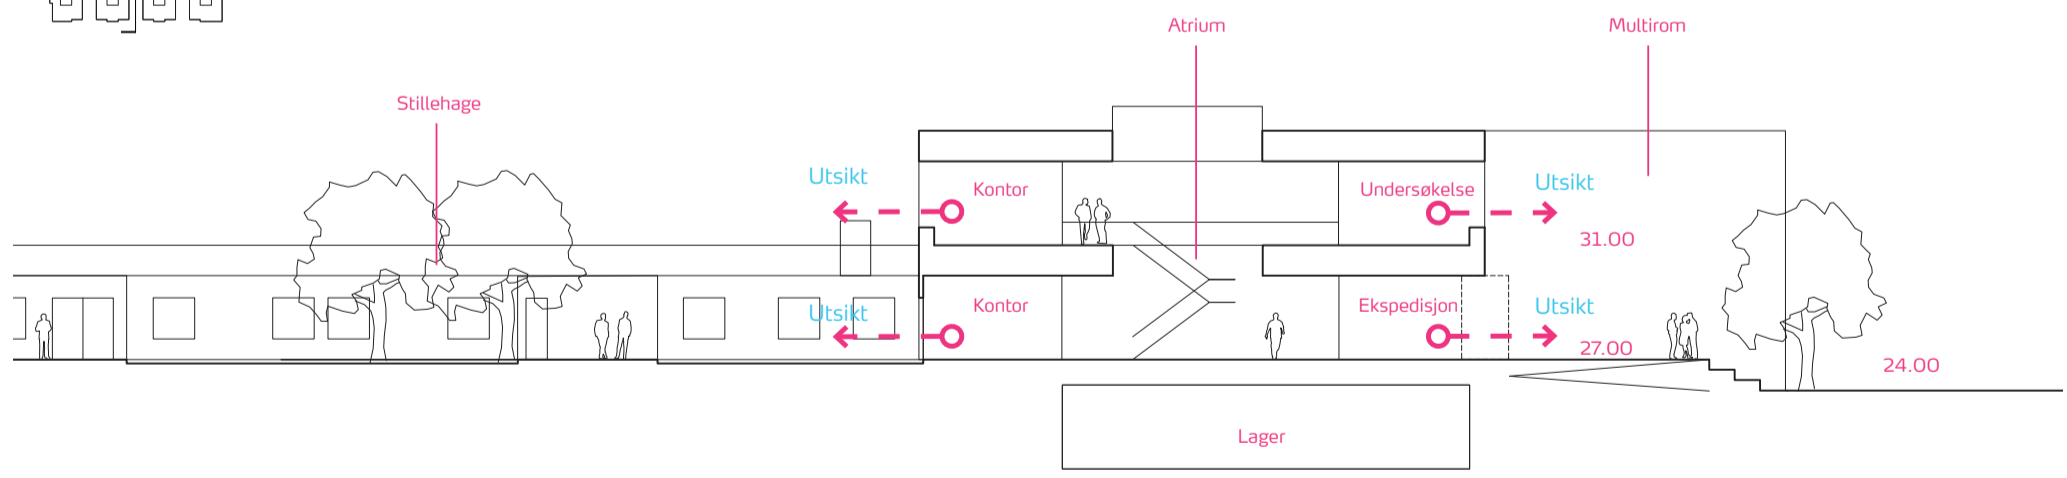 Atrium
Multirom
Stillehage
Utsikt
Kontor
Undersøkelse
Utsikt
31.00
Utsikt
Kontor
Ekspedisjon
Utsikt
27.00
24.00
Lager